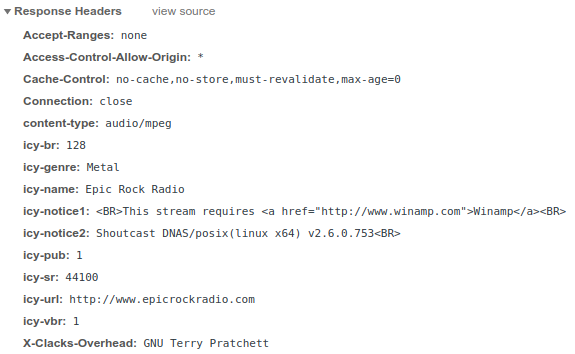 Response Headers view source
Accept-Ranges: none
Access-Control-Allow-Origin: *
Cache-Control: no-cache,no-store,must-revalidate,max-age=0
Connection: close
content-type: audio/mpeg
icy-br: 128
icy-genre: Metal
icy-name: Epic Rock Radio
icy-notice1: <BR>This stream requires <a href="http://www.winamp.com">Winamp</a><BR>
icy-notice2: Shoutcast DNAS/posix(linux x64) v2.6.0.753<BR>
icy-pub: 1
icy-sr: 44100
icy-url: http://www.epicrockradio.com
icy-vbr: 1
X-Clacks-Overhead: GNU Terry Pratchett